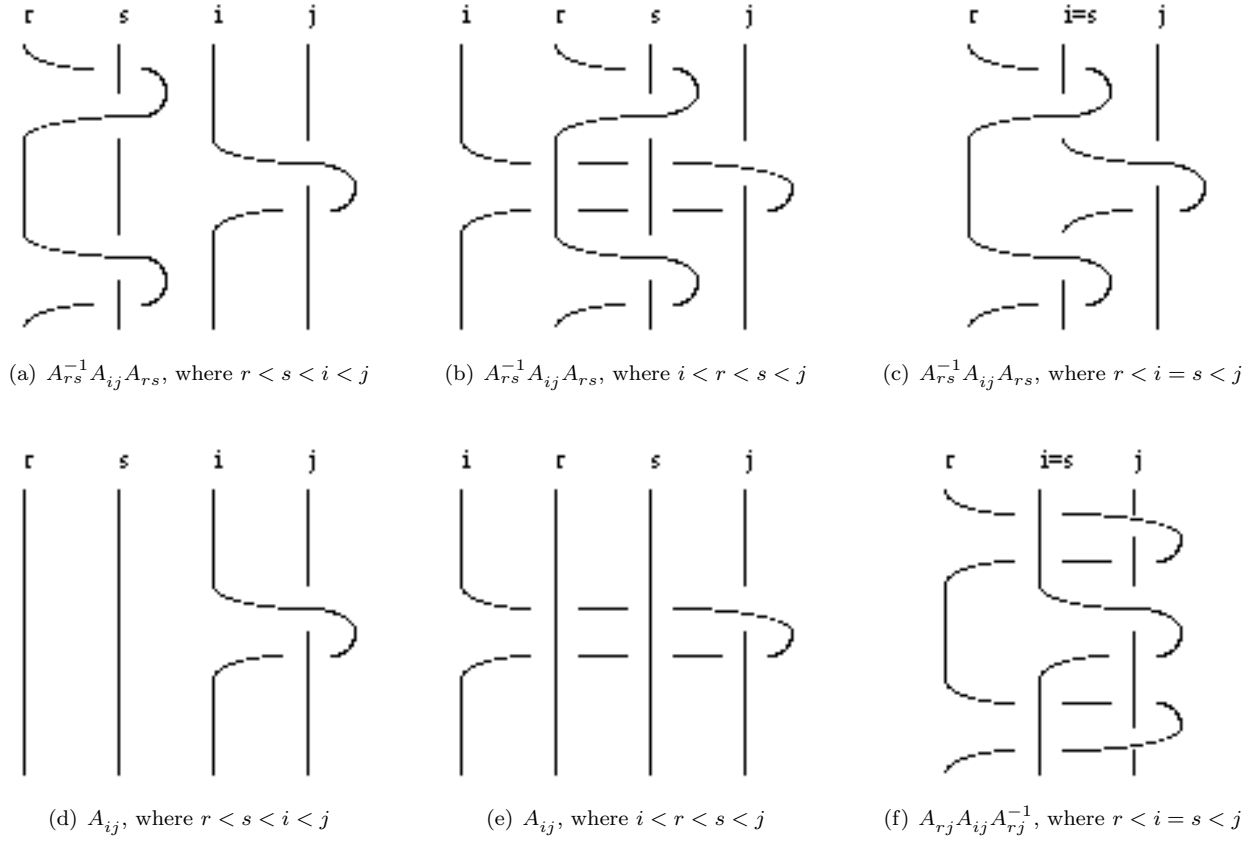 r s i j i r s j r i=s j
(a) $A_{rs}^{-1}A_{ij}A_{rs}$, where $r < s < i < j$ (b) $A_{rs}^{-1}A_{ij}A_{rs}$, where $i < r < s < j$ (c) $A_{rs}^{-1}A_{ij}A_{rs}$, where $r < i = s < j$
r s i j i r s j r i=s j
(d) $A_{ij}$, where $r < s < i < j$ (e) $A_{ij}$, where $i < r < s < j$ (f) $A_{rj}A_{ij}A_{rj}^{-1}$, where $r < i = s < j$